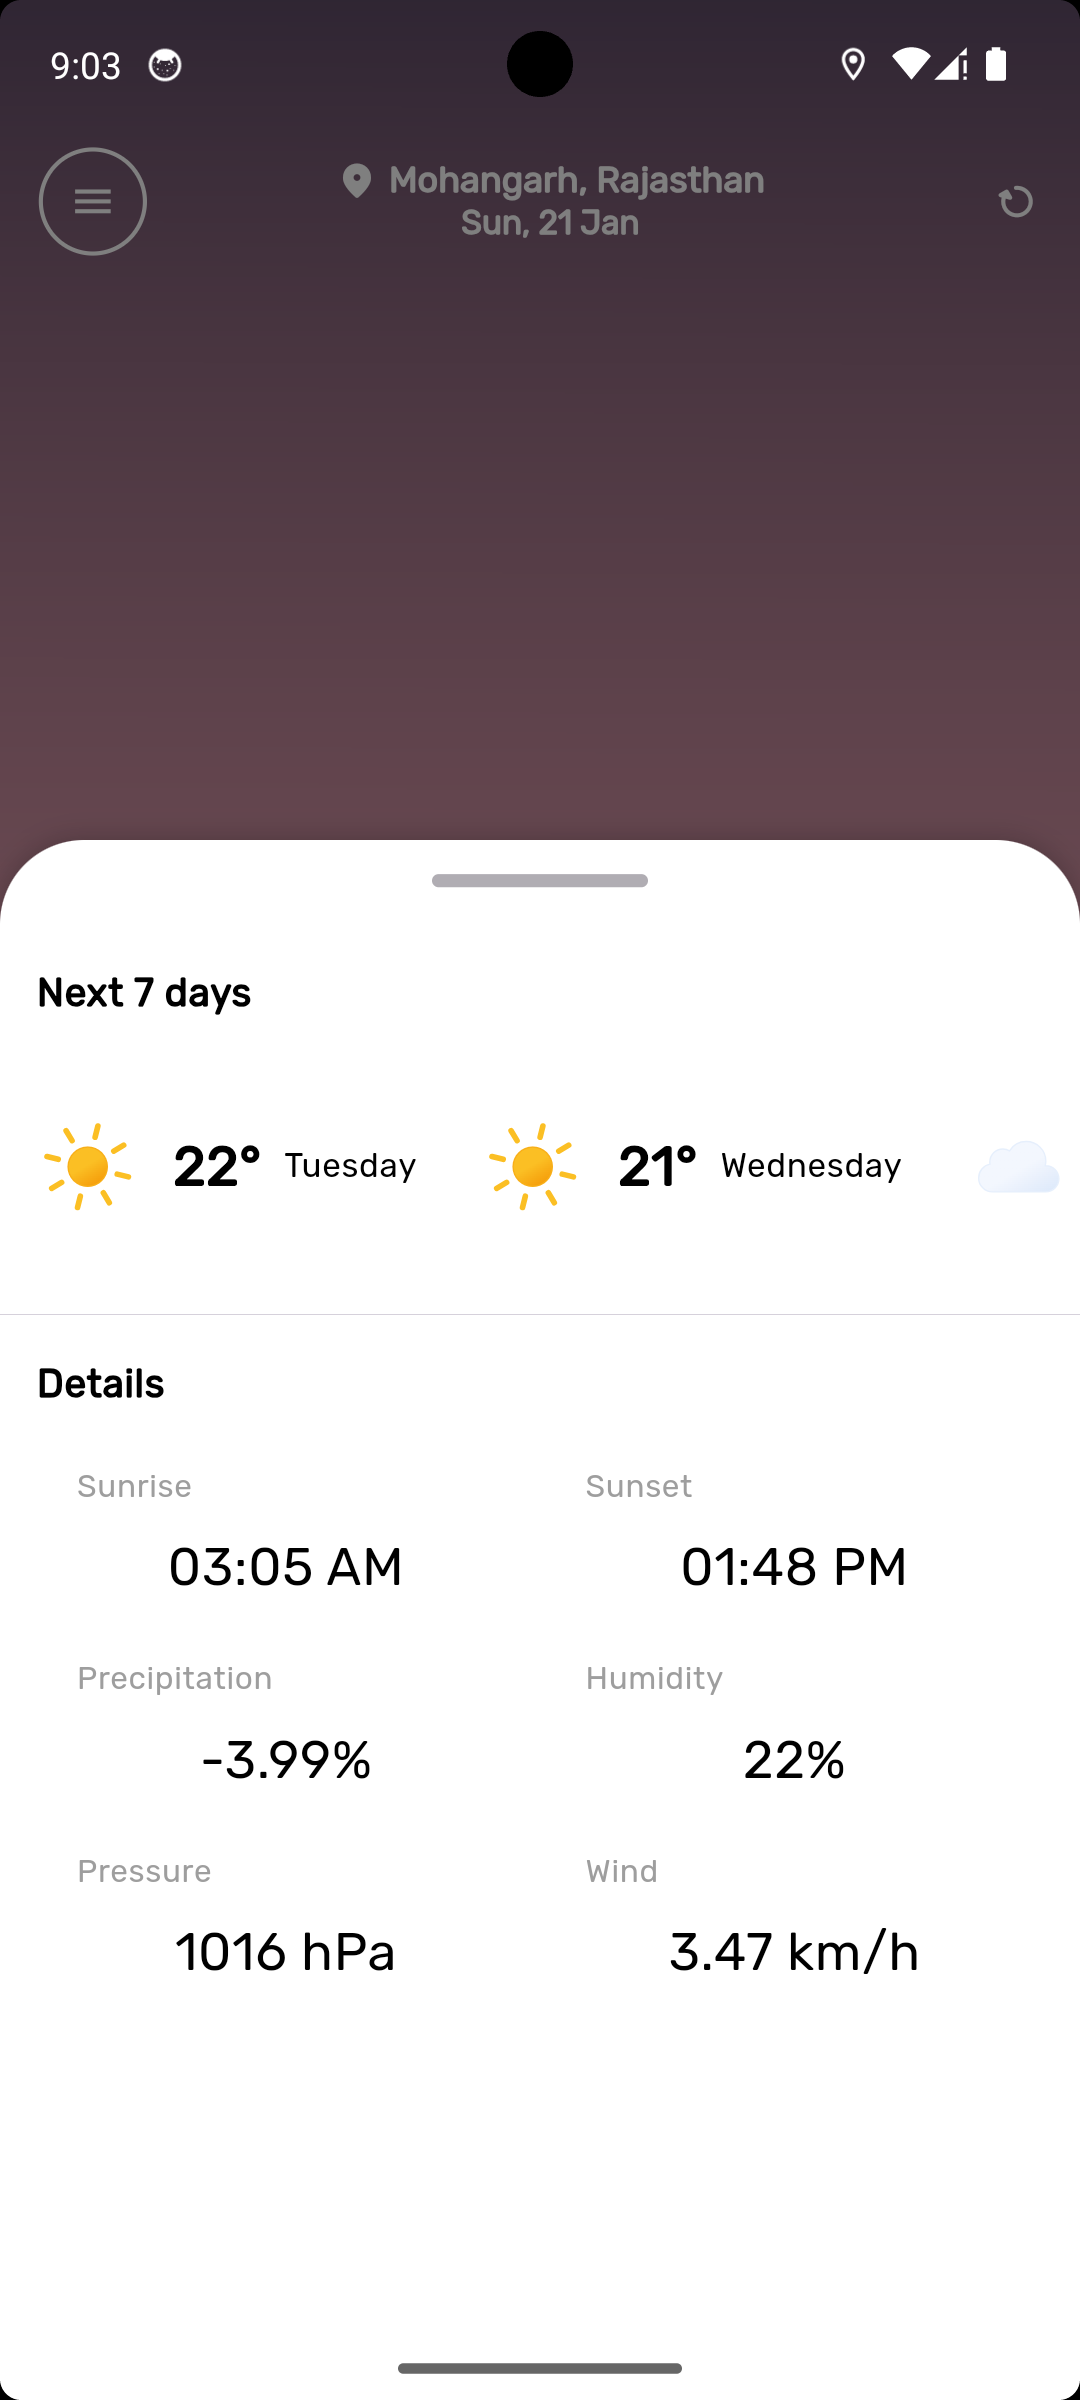 9:03
Mohangarh, Rajasthan
Sun, 21 Jan
Next 7 days
22° Tuesday 21° Wednesday
Details
Sunrise Sunset
03:05 AM 01:48 PM
Precipitation Humidity
-3.99% 22%
Pressure Wind
1016 hPa 3.47 km/h